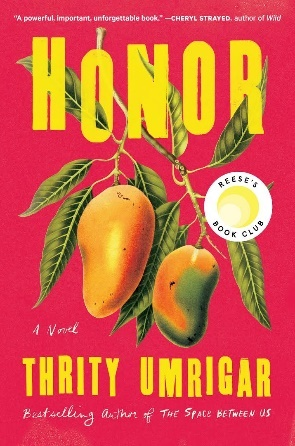 "A powerful, important, unforgettable book." —CHERYL STRAYED, author of Wild
HONOR
REESE'S
BOOK CLUB
A Novel
THRITY UMRIGAR
Bestselling Author of THE SPACE BETWEEN US